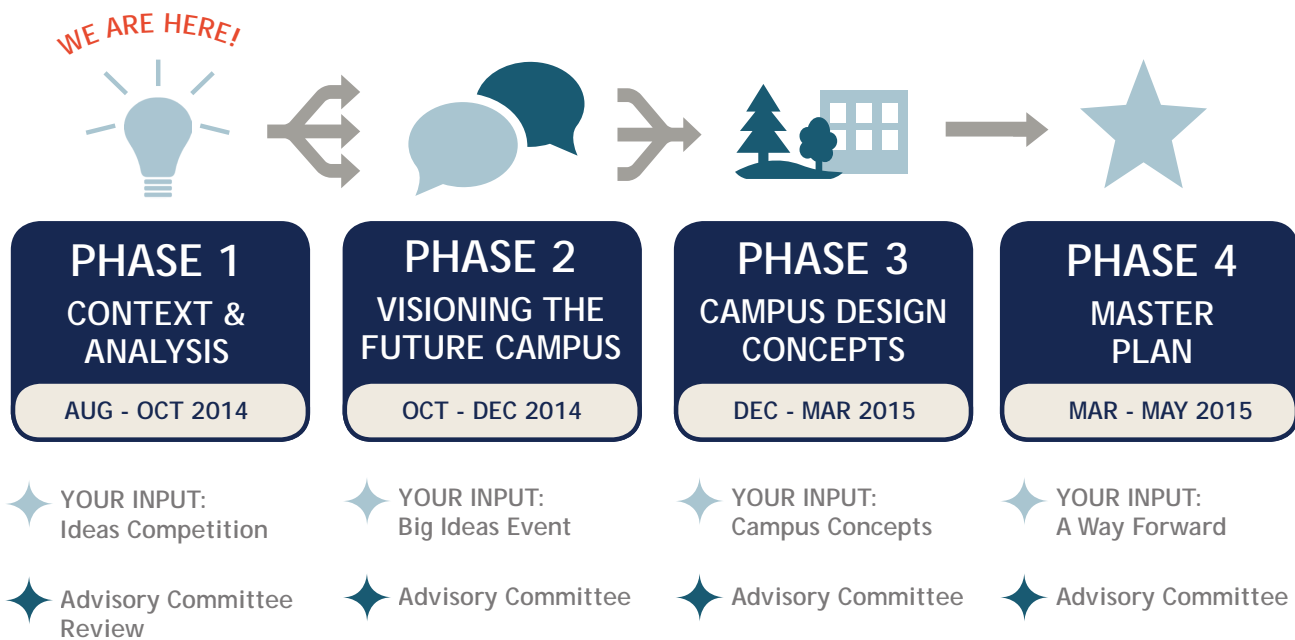 WE ARE HERE!
PHASE 1
CONTEXT &
ANALYSIS
AUG - OCT 2014
YOUR INPUT:
Ideas Competition
Advisory Committee
Review
PHASE 2
VISIONING THE
FUTURE CAMPUS
OCT - DEC 2014
YOUR INPUT:
Big Ideas Event
Advisory Committee
PHASE 3
CAMPUS DESIGN
CONCEPTS
DEC - MAR 2015
YOUR INPUT:
Campus Concepts
Advisory Committee
PHASE 4
MASTER
PLAN
MAR - MAY 2015
YOUR INPUT:
A Way Forward
Advisory Committee